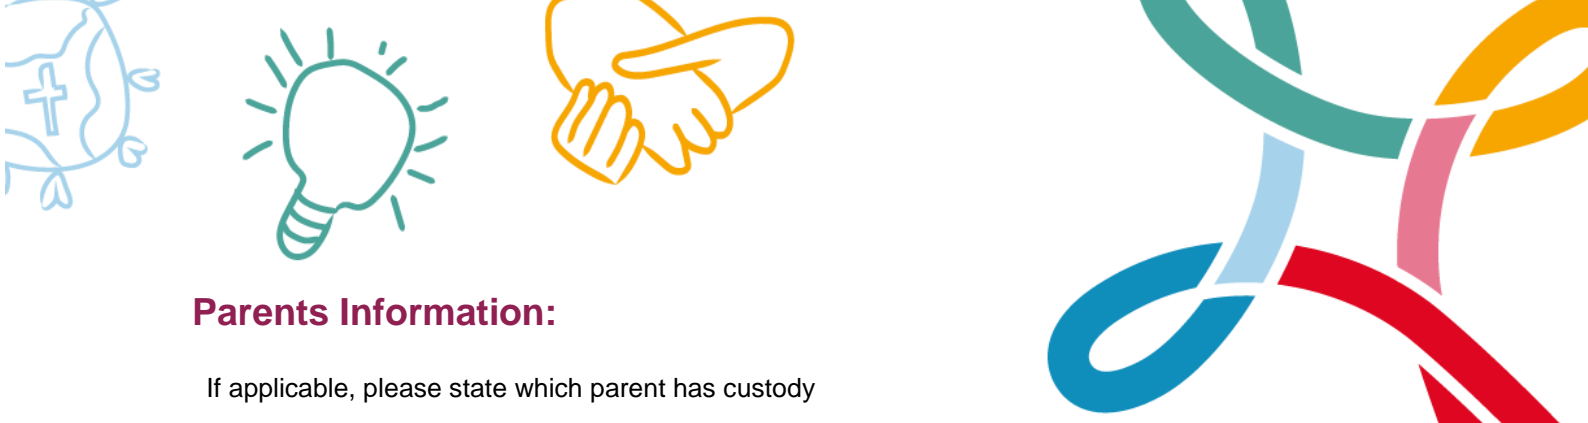 Parents Information:
If applicable, please state which parent has custody